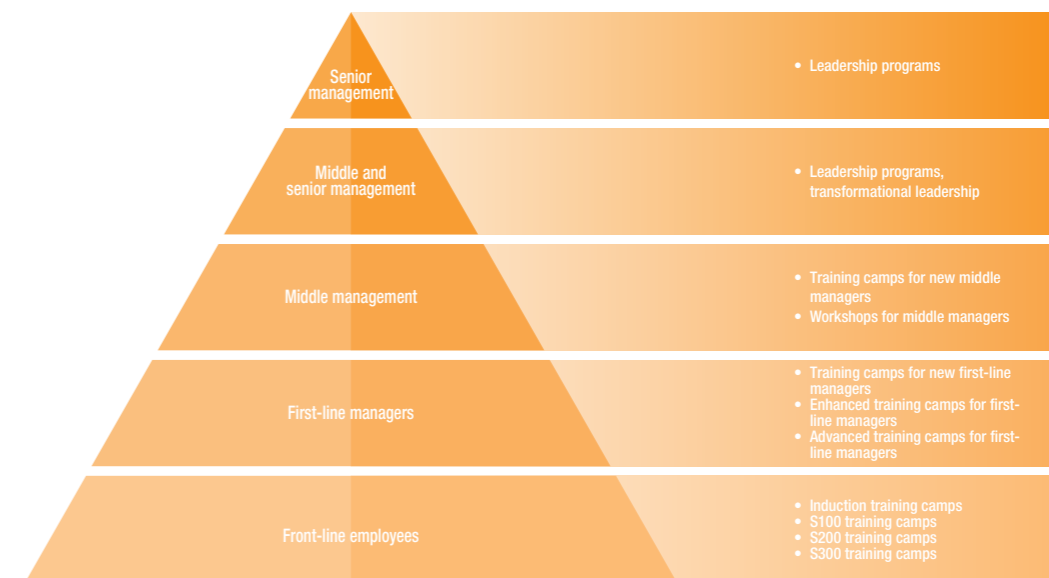 Senior
management
• Leadership programs
Middle and
senior management
• Leadership programs,
transformational leadership
Middle management
• Training camps for new middle
managers
• Workshops for middle managers
First-line managers
• Training camps for new first-line
managers
• Enhanced training camps for first-
line managers
• Advanced training camps for first-
line managers
Front-line employees
• Induction training camps
• S100 training camps
• S200 training camps
• S300 training camps